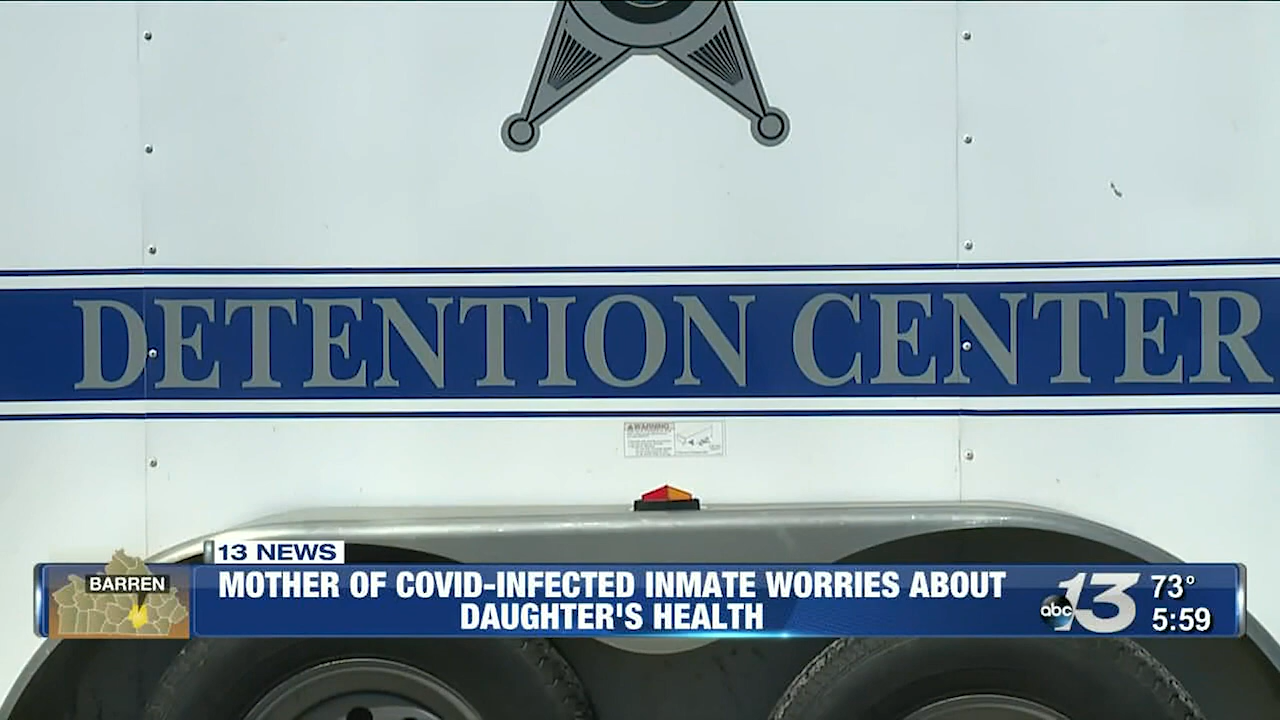 DETENTION CENTER
WARNING
13 NEWS
BARREN
MOTHER OF COVID-INFECTED INMATE WORRIES ABOUT
DAUGHTER'S HEALTH
abc 13
73°
5:59